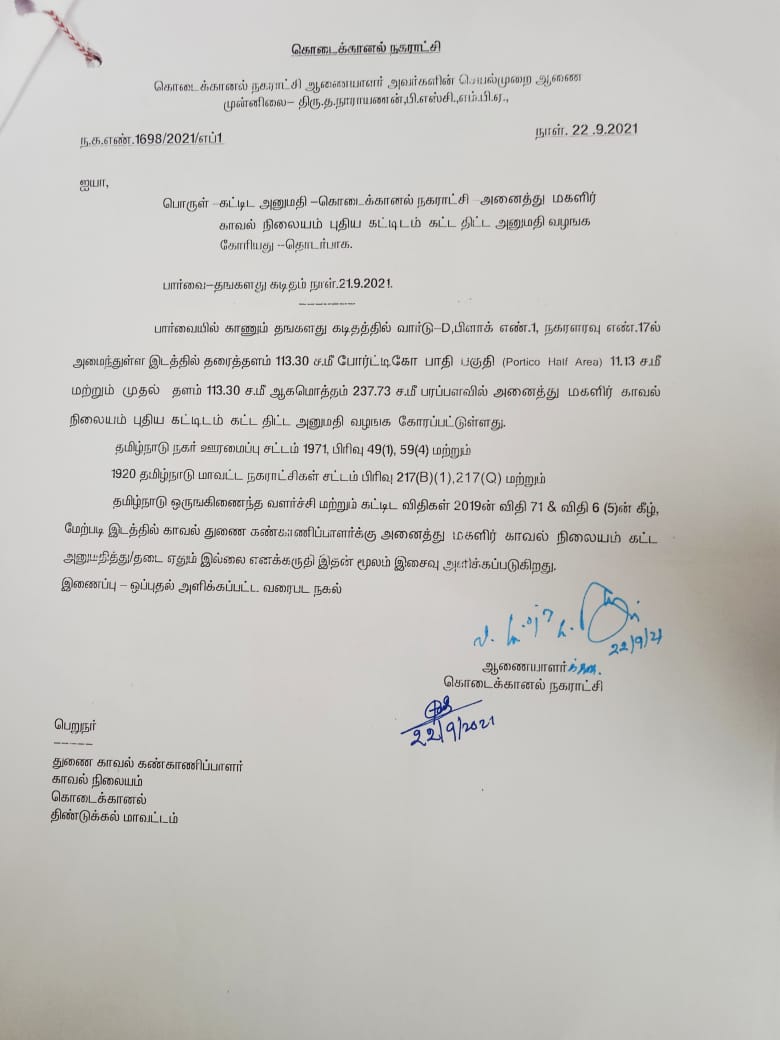 கொடைக்கானல் நகராட்சி
கொடைக்கானல் நகராட்சி ஆணையாளர் அவர்களின் செயல்முறை ஆணை
முன்னிலை– திரு.த.நாராயணன்,பி.எஸ்சி.,எம்.பி.ஏ.,
ந.க.எண்.1698/2021/எப்1
நாள். 22 .9.2021
ஐயா,
பொருள் –கட்டிட அனுமதி –கொடைக்கானல் நகராட்சி –அனைத்து மகளிர்
காவல் நிலையம் புதிய கட்டிடம் கட்ட திட்ட அனுமதி வழங்க
கோரியது –தொடர்பாக.
பார்வை–தங்களது கடிதம் நாள்.21.9.2021.
----------
பார்வையில் காணும் தங்களது கடிதத்தில் வார்டு–D,பிளாக் எண்.1, நகரளரவு எண்.17ல்
அமைந்துள்ள இடத்தில் தரைத்தளம் 113.30 ச.மீ போர்ட்டிகோ பாதி பகுதி (Portico Half Area) 11.13 ச.மீ
மற்றும் முதல் தளம் 113.30 ச.மீ ஆகமொத்தம் 237.73 ச.மீ பரப்பளவில் அனைத்து மகளிர் காவல்
நிலையம் புதிய கட்டிடம் கட்ட திட்ட அனுமதி வழங்க கோரப்பட்டுள்ளது.
தமிழ்நாடு நகர் ஊரமைப்பு சட்டம் 1971, பிரிவு 49(1), 59(4) மற்றும்
1920 தமிழ்நாடு மாவட்ட நகராட்சிகள் சட்டம் பிரிவு 217(B)(1),217(Q) மற்றும்
தமிழ்நாடு ஒருங்கிணைந்த வளர்ச்சி மற்றும் கட்டிட விதிகள் 2019ன் விதி 71 & விதி 6 (5)ன் கீழ்,
மேற்படி இடத்தில் காவல் துணை கண்காணிப்பாளர்க்கு அனைத்து மகளிர் காவல் நிலையம் கட்ட
அனுமதித்து/தடை ஏதும் இல்லை எனக்கருதி இதன் மூலம் இசைவு அளிக்கப்படுகிறது.
இணைப்பு – ஒப்புதல் அளிக்கப்பட்ட வரைபட நகல்
22/9/21
ஆணையாளர்
கொடைக்கானல் நகராட்சி
22/9/2021
பெறுநர்
-----
துணை காவல் கண்காணிப்பாளர்
காவல் நிலையம்
கொடைக்கானல்
திண்டுக்கல் மாவட்டம்